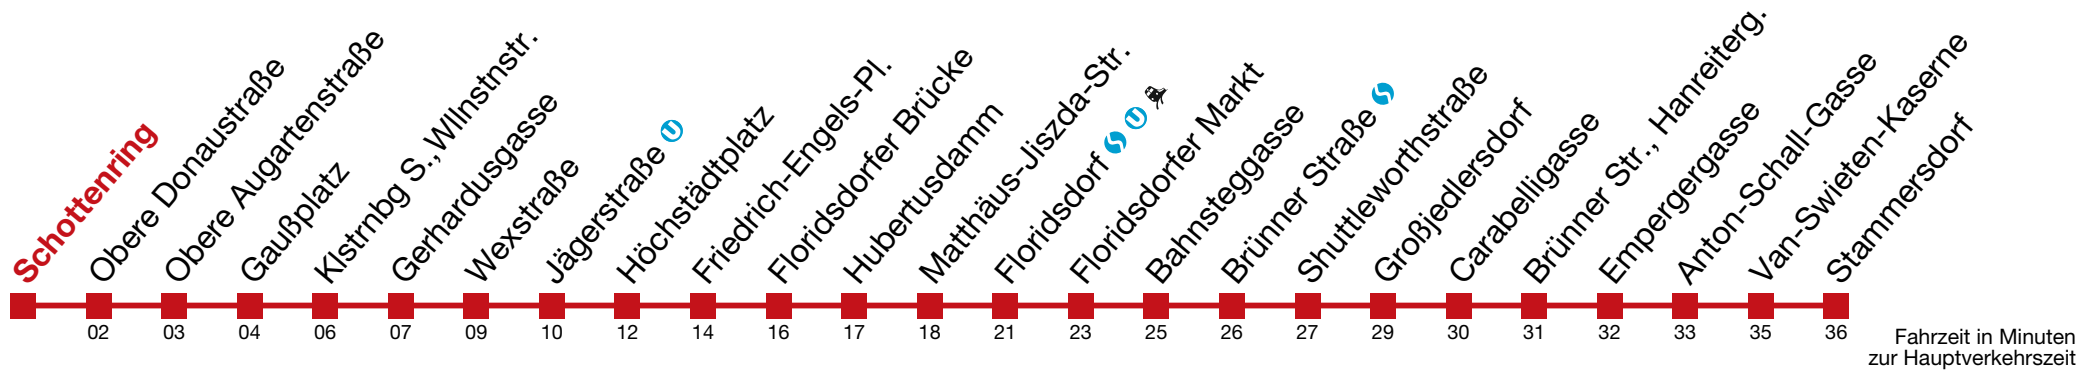 Schottenring
Obere Donaustraße
Obere Augartenstraße
Gaußplatz
Klstrnbg S., Wllnstnstr.
Gerhardusgasse
Wexstraße
Jägerstraße U
Höchstädtplatz
Friedrich-Engels-Pl.
Floridsdorfer Brücke
Hubertusdamm
Matthäus-Jiszda-Str.
Floridsdorf S U
Floridsdorfer Markt
Bahnsteggasse
Brünner Straße S
Shuttleworthstraße
Großjedlersdorf
Carabelligasse
Brünner Str., Hanreiterg.
Empergergasse
Anton-Schall-Gasse
Van-Swieten-Kaserne
Stammersdorf
02 03 04 06 07 09 10 12 14 16 17 18 21 23 25 26 27 29 30 31 32 33 35 36
Fahrzeit in Minuten
zur Hauptverkehrszeit